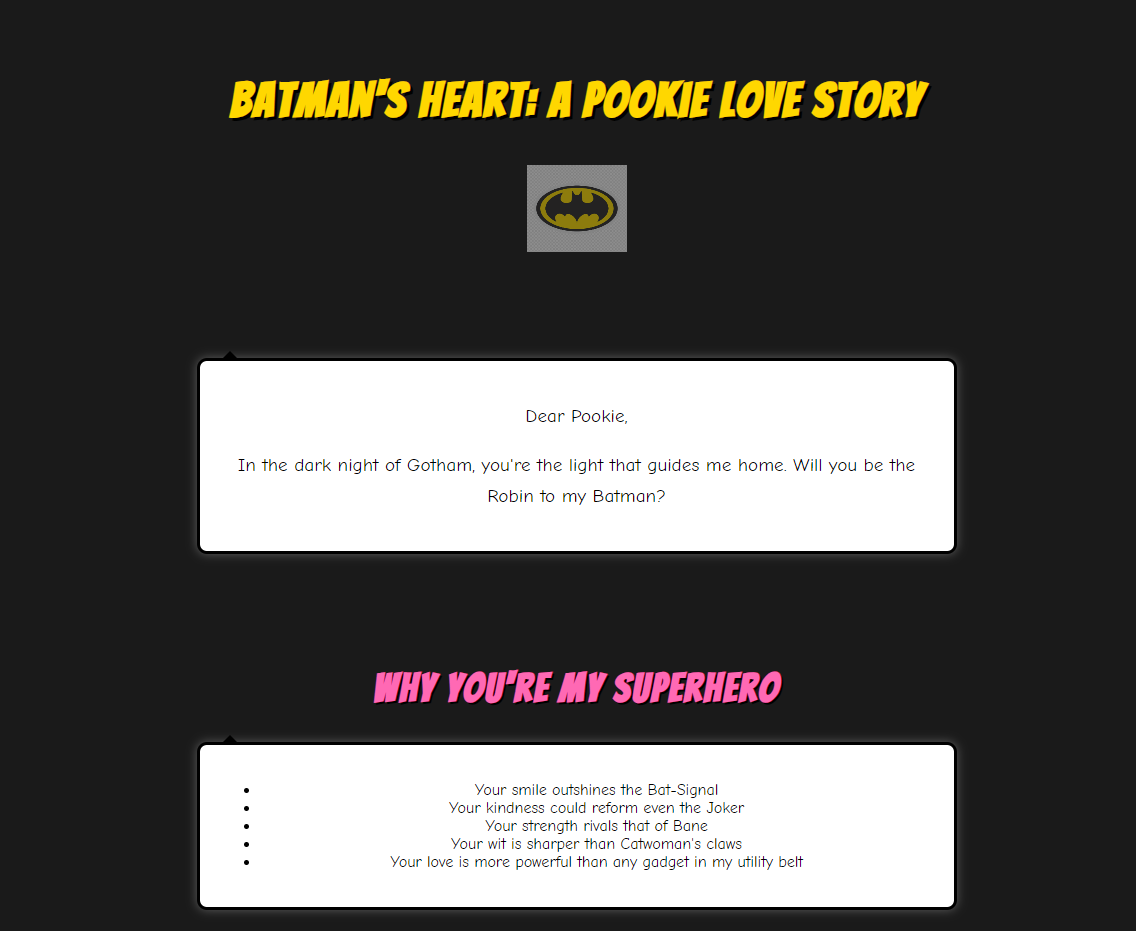 BATMAN'S HEART: A POOKIE LOVE STORY
Dear Pookie,
In the dark night of Gotham, you're the light that guides me home. Will you be the
Robin to my Batman?
WHY YOU'RE MY SUPERHERO
• Your smile outshines the Bat-Signal
• Your kindness could reform even the Joker
• Your strength rivals that of Bane
• Your wit is sharper than Catwoman's claws
• Your love is more powerful than any gadget in my utility belt